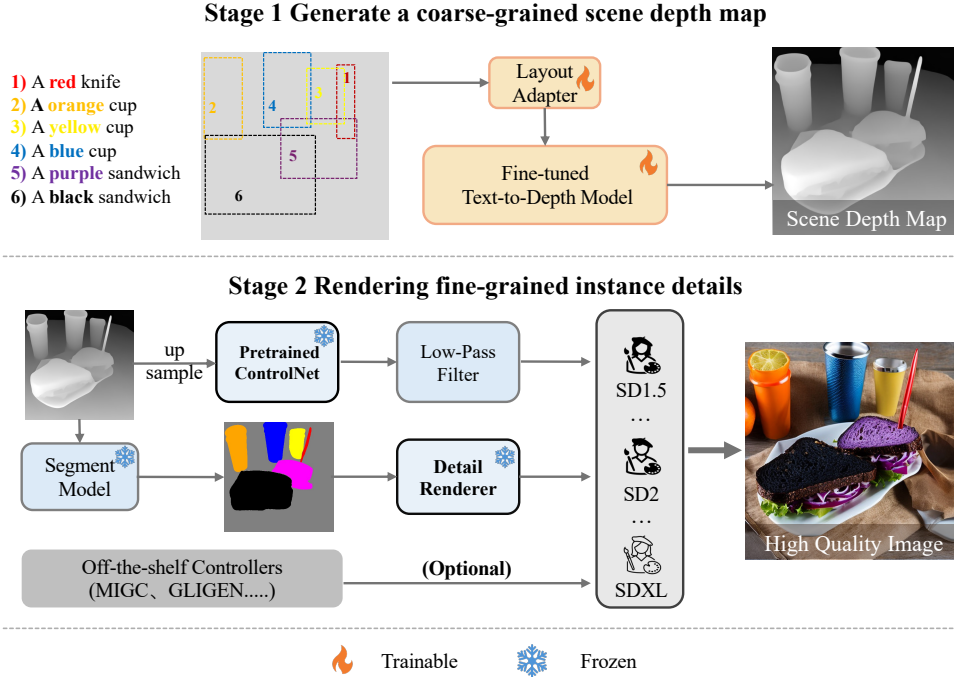 Stage 1 Generate a coarse-grained scene depth map
1) A red knife
2) A orange cup
3) A yellow cup
4) A blue cup
5) A purple sandwich
6) A black sandwich
1
2
3
4
5
6
Layout
Adapter
Fine-tuned
Text-to-Depth Model
Scene Depth Map
Stage 2 Rendering fine-grained instance details
up
sample
Pretrained
ControlNet
Low-Pass
Filter
Segment
Model
Detail
Renderer
Off-the-shelf Controllers
(MIGC、GLIGEN.....)
(Optional)
SD1.5
...
SD2
...
SDXL
High Quality Image
Trainable
Frozen